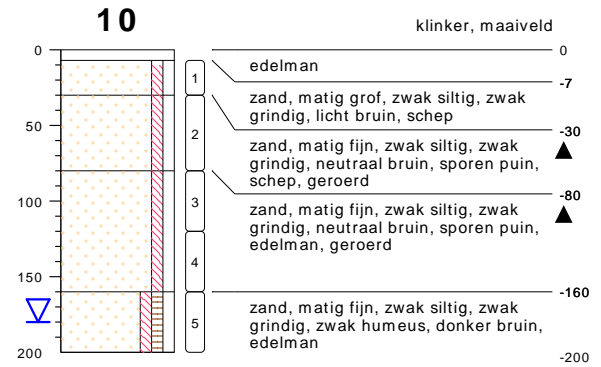 10
klinker, maaiveld
0
0
edelman
-7
1
zand, matig grof, zwak siltig, zwak
grindig, licht bruin, schep
-30
50
2
zand, matig fijn, zwak siltig, zwak
grindig, neutraal bruin, sporen puin,
schep, geroerd
-80
100
3
zand, matig fijn, zwak siltig, zwak
grindig, neutraal bruin, sporen puin,
edelman, geroerd
4
150
-160
5
zand, matig fijn, zwak siltig, zwak
grindig, zwak humeus, donker bruin,
edelman
200
-200